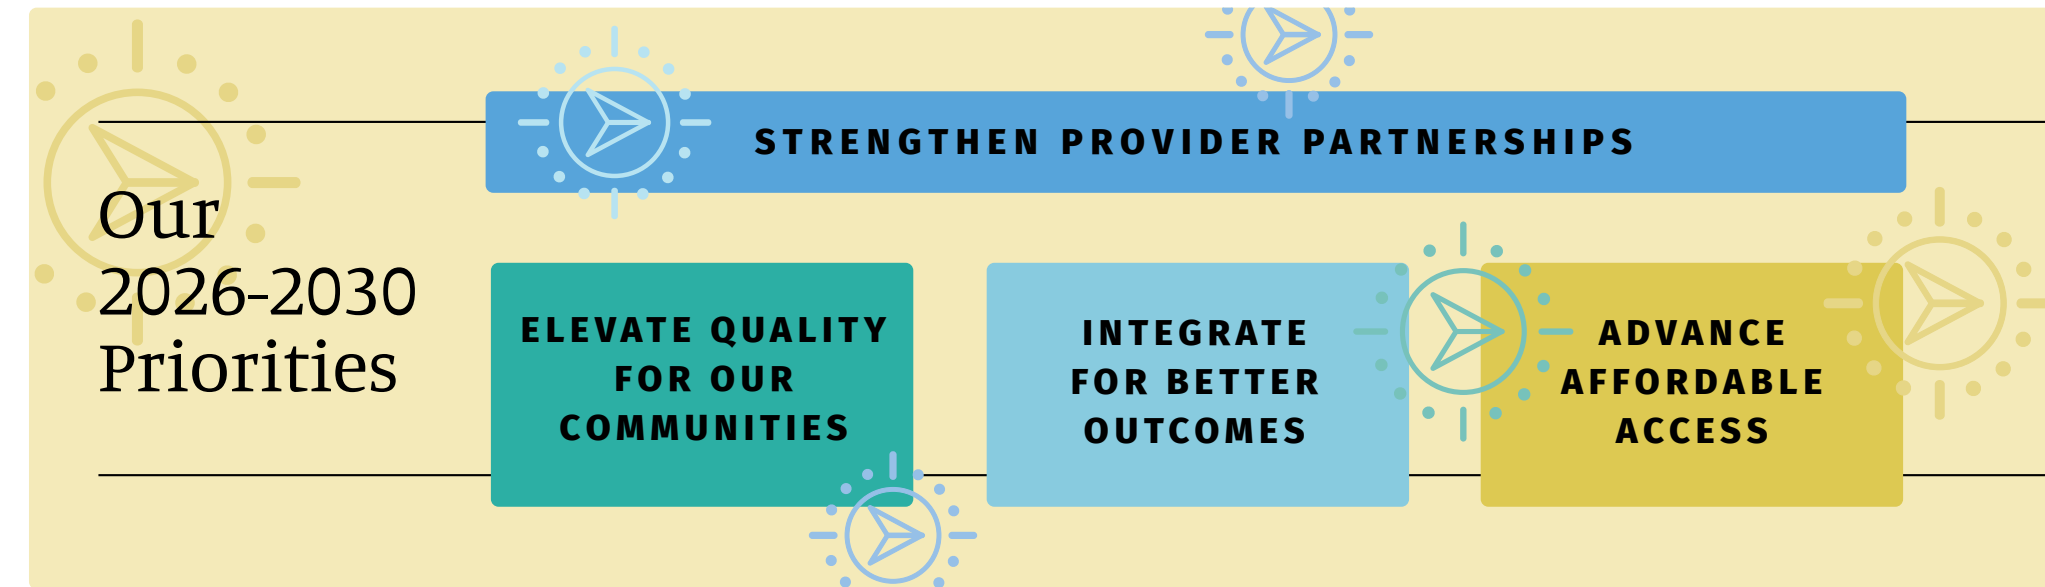 Our
2026-2030
Priorities
STRENGTHEN PROVIDER PARTNERSHIPS
ELEVATE QUALITY
FOR OUR
COMMUNITIES
INTEGRATE
FOR BETTER
OUTCOMES
ADVANCE
AFFORDABLE
ACCESS